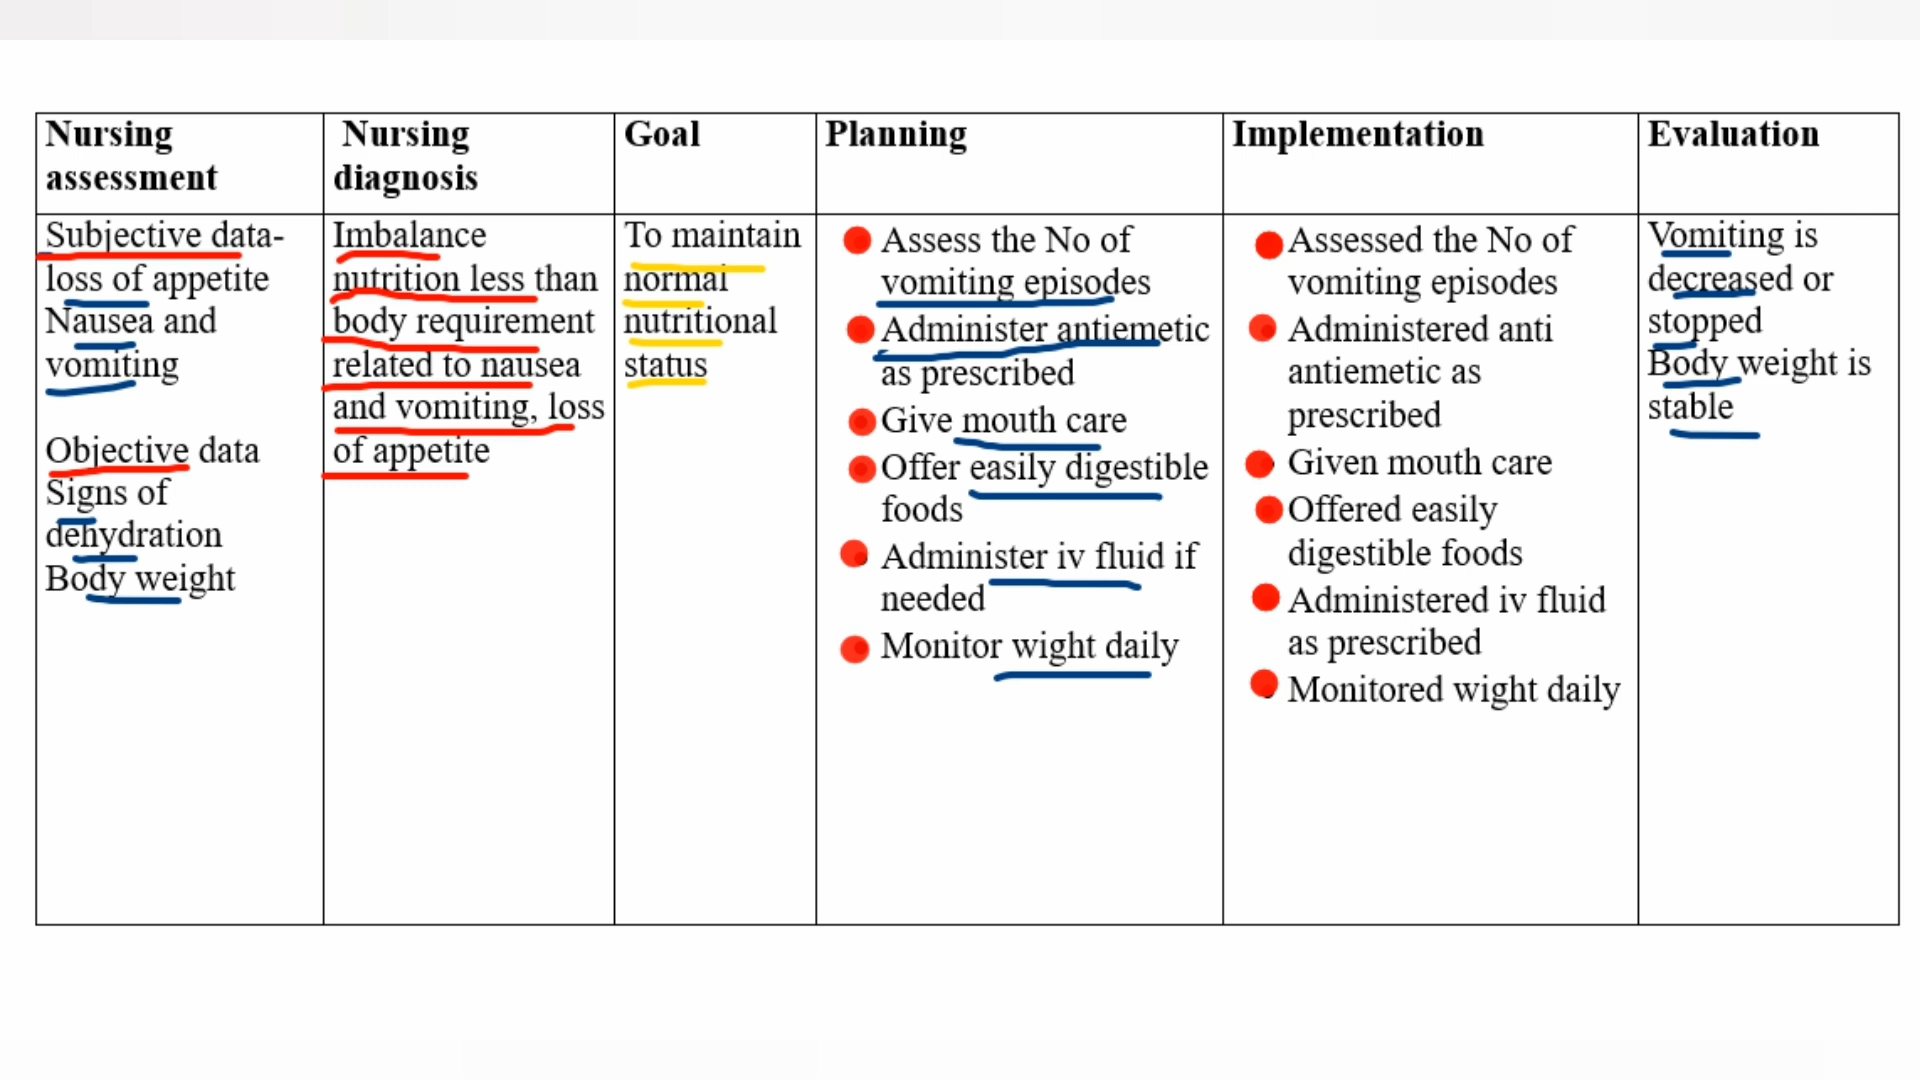 Nursing
assessment
Nursing
diagnosis
Goal
Planning
Implementation
Evaluation
Subjective data-
loss of appetite
Nausea and
vomiting
Objective data
Signs of
dehydration
Body weight
Imbalance
nutrition less than
body requirement
related to nausea
and vomiting, loss
of appetite
To maintain
normal
nutritional
status
Assess the No of
vomiting episodes
Administer antiemetic
as prescribed
Give mouth care
Offer easily digestible
foods
Administer iv fluid if
needed
Monitor wight daily
Assessed the No of
vomiting episodes
Administered anti
antiemetic as
prescribed
Given mouth care
Offered easily
digestible foods
Administered iv fluid
as prescribed
Monitored wight daily
Vomiting is
decreased or
stopped
Body weight is
stable